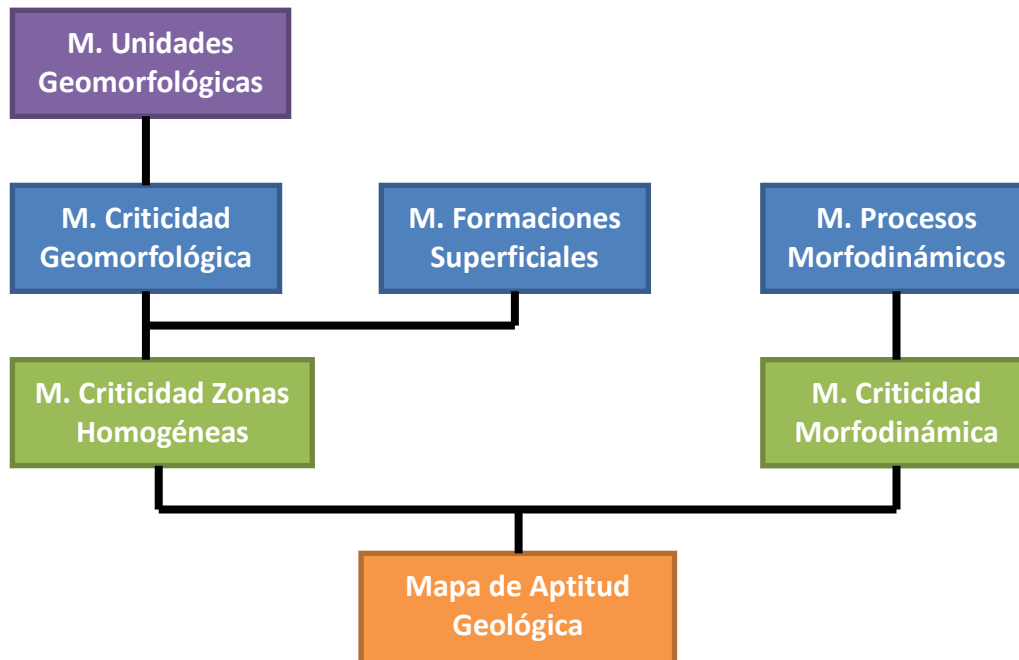 M. Unidades
Geomorfológicas
M. Criticidad
Geomorfológica
M. Formaciones
Superficiales
M. Procesos
Morfodinámicos
M. Criticidad Zonas
Homogéneas
M. Criticidad
Morfodinámica
Mapa de Aptitud
Geológica